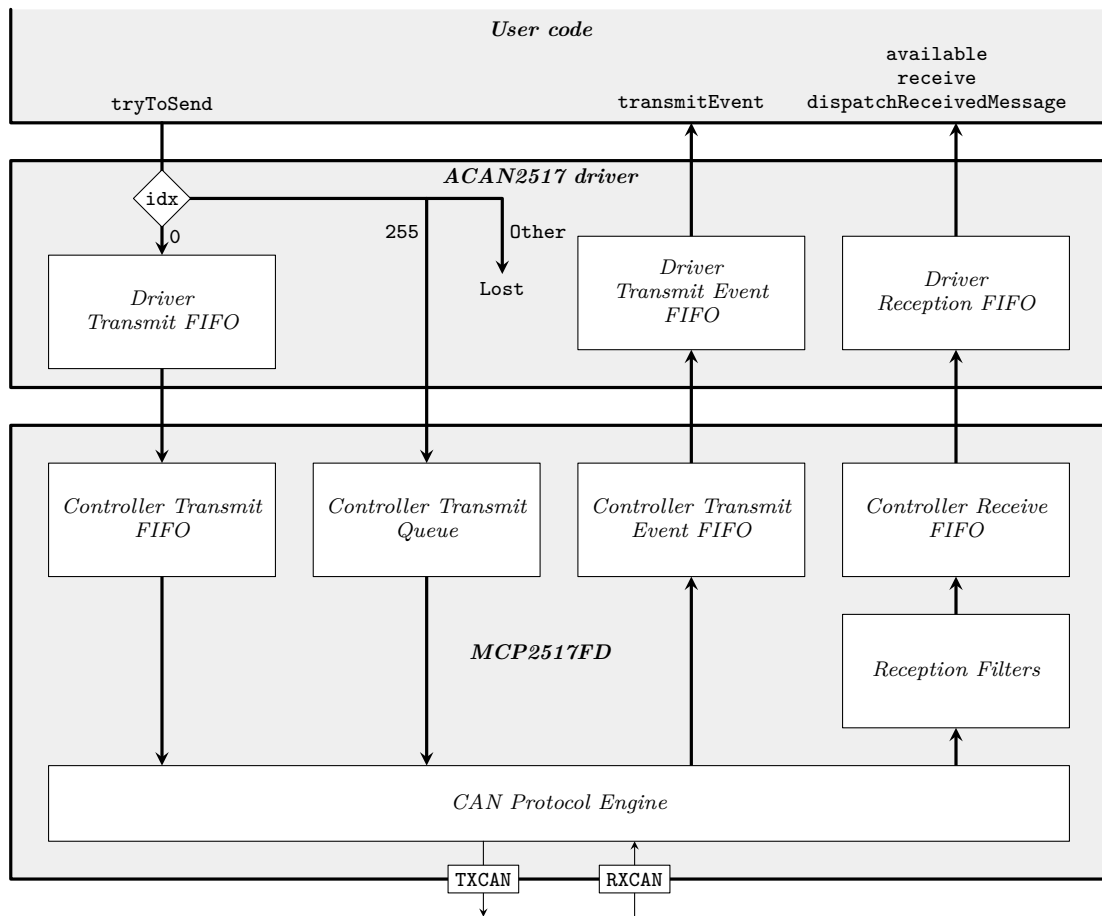 User code
available
receive
tryToSend
transmitEvent
dispatchReceivedMessage
ACAN2517 driver
idx
0
255
Other
Lost
Driver
Transmit FIFO
Driver
Transmit Event
FIFO
Driver
Reception FIFO
Controller Transmit
FIFO
Controller Transmit
Queue
Controller Transmit
Event FIFO
Controller Receive
FIFO
MCP2517FD
Reception Filters
CAN Protocol Engine
TXCAN
RXCAN